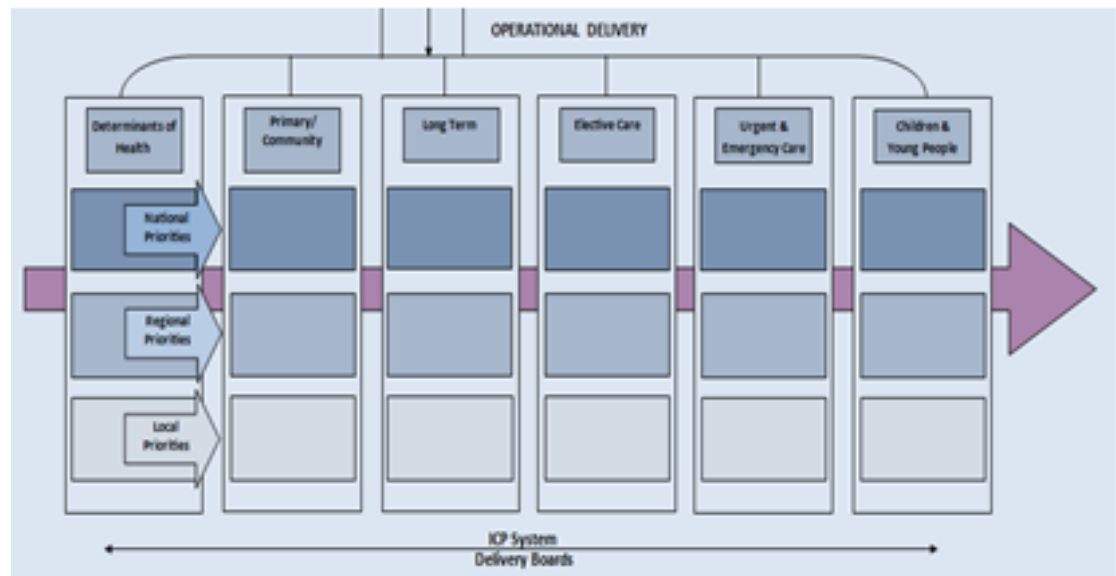 OPERATIONAL DELIVERY
Determinants of
Health
Primary/
Community
Long Term
Elective Care
Urgent &
Emergency Care
Children &
Young People
National
Priorities
Regional
Priorities
Local
Priorities
ICP System
Delivery Boards